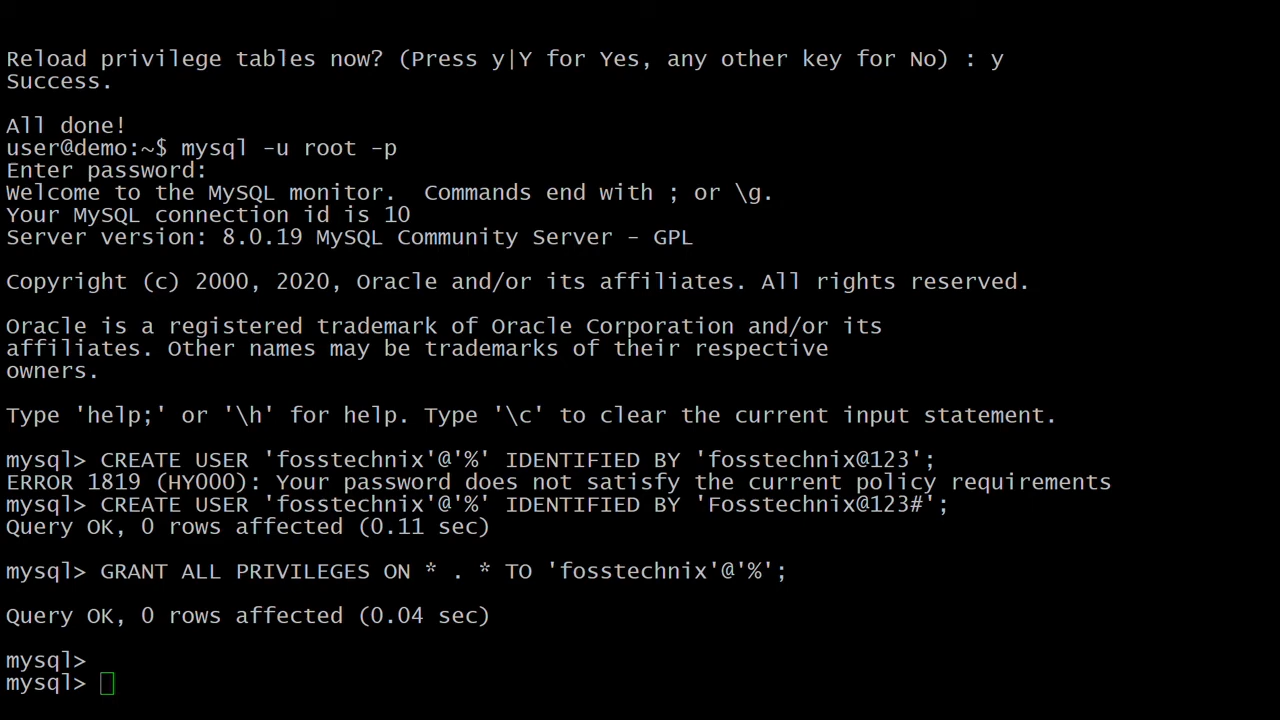 Reload privilege tables now? (Press y|Y for Yes, any other key for No) : y
Success.
All done!
user@demo:~$ mysql -u root -p
Enter password:
Welcome to the MySQL monitor.  Commands end with ; or \g.
Your MySQL connection id is 10
Server version: 8.0.19 MySQL Community Server - GPL
Copyright (c) 2000, 2020, Oracle and/or its affiliates. All rights reserved.
Oracle is a registered trademark of Oracle Corporation and/or its
affiliates. Other names may be trademarks of their respective
owners.
Type 'help;' or '\h' for help. Type '\c' to clear the current input statement.
mysql> CREATE USER 'fosstechnix'@'%' IDENTIFIED BY 'fosstechnix@123';
ERROR 1819 (HY000): Your password does not satisfy the current policy requirements
mysql> CREATE USER 'fosstechnix'@'%' IDENTIFIED BY 'Fosstechnix@123#';
Query OK, 0 rows affected (0.11 sec)
mysql> GRANT ALL PRIVILEGES ON * . * TO 'fosstechnix'@'%';
Query OK, 0 rows affected (0.04 sec)
mysql>
mysql>